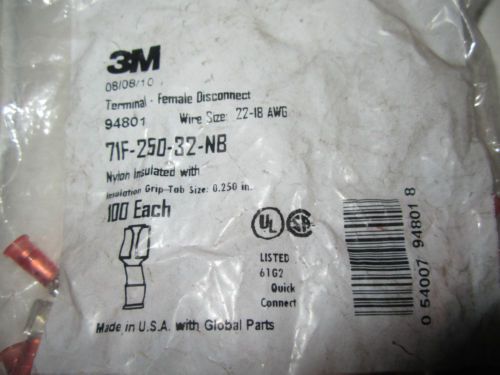 3M
08/08/10
Terminal - Female Disconnect
94801 Wire Size: 22-18 AWG
71F-250-32-NB
Nylon Insulated with
Insulation Grip-Tab Size: 0.250 in.
100 Each
UL SA
LISTED
61G2
Quick
Connect
0 54007 94801 8
Made in U.S.A. with Global Parts